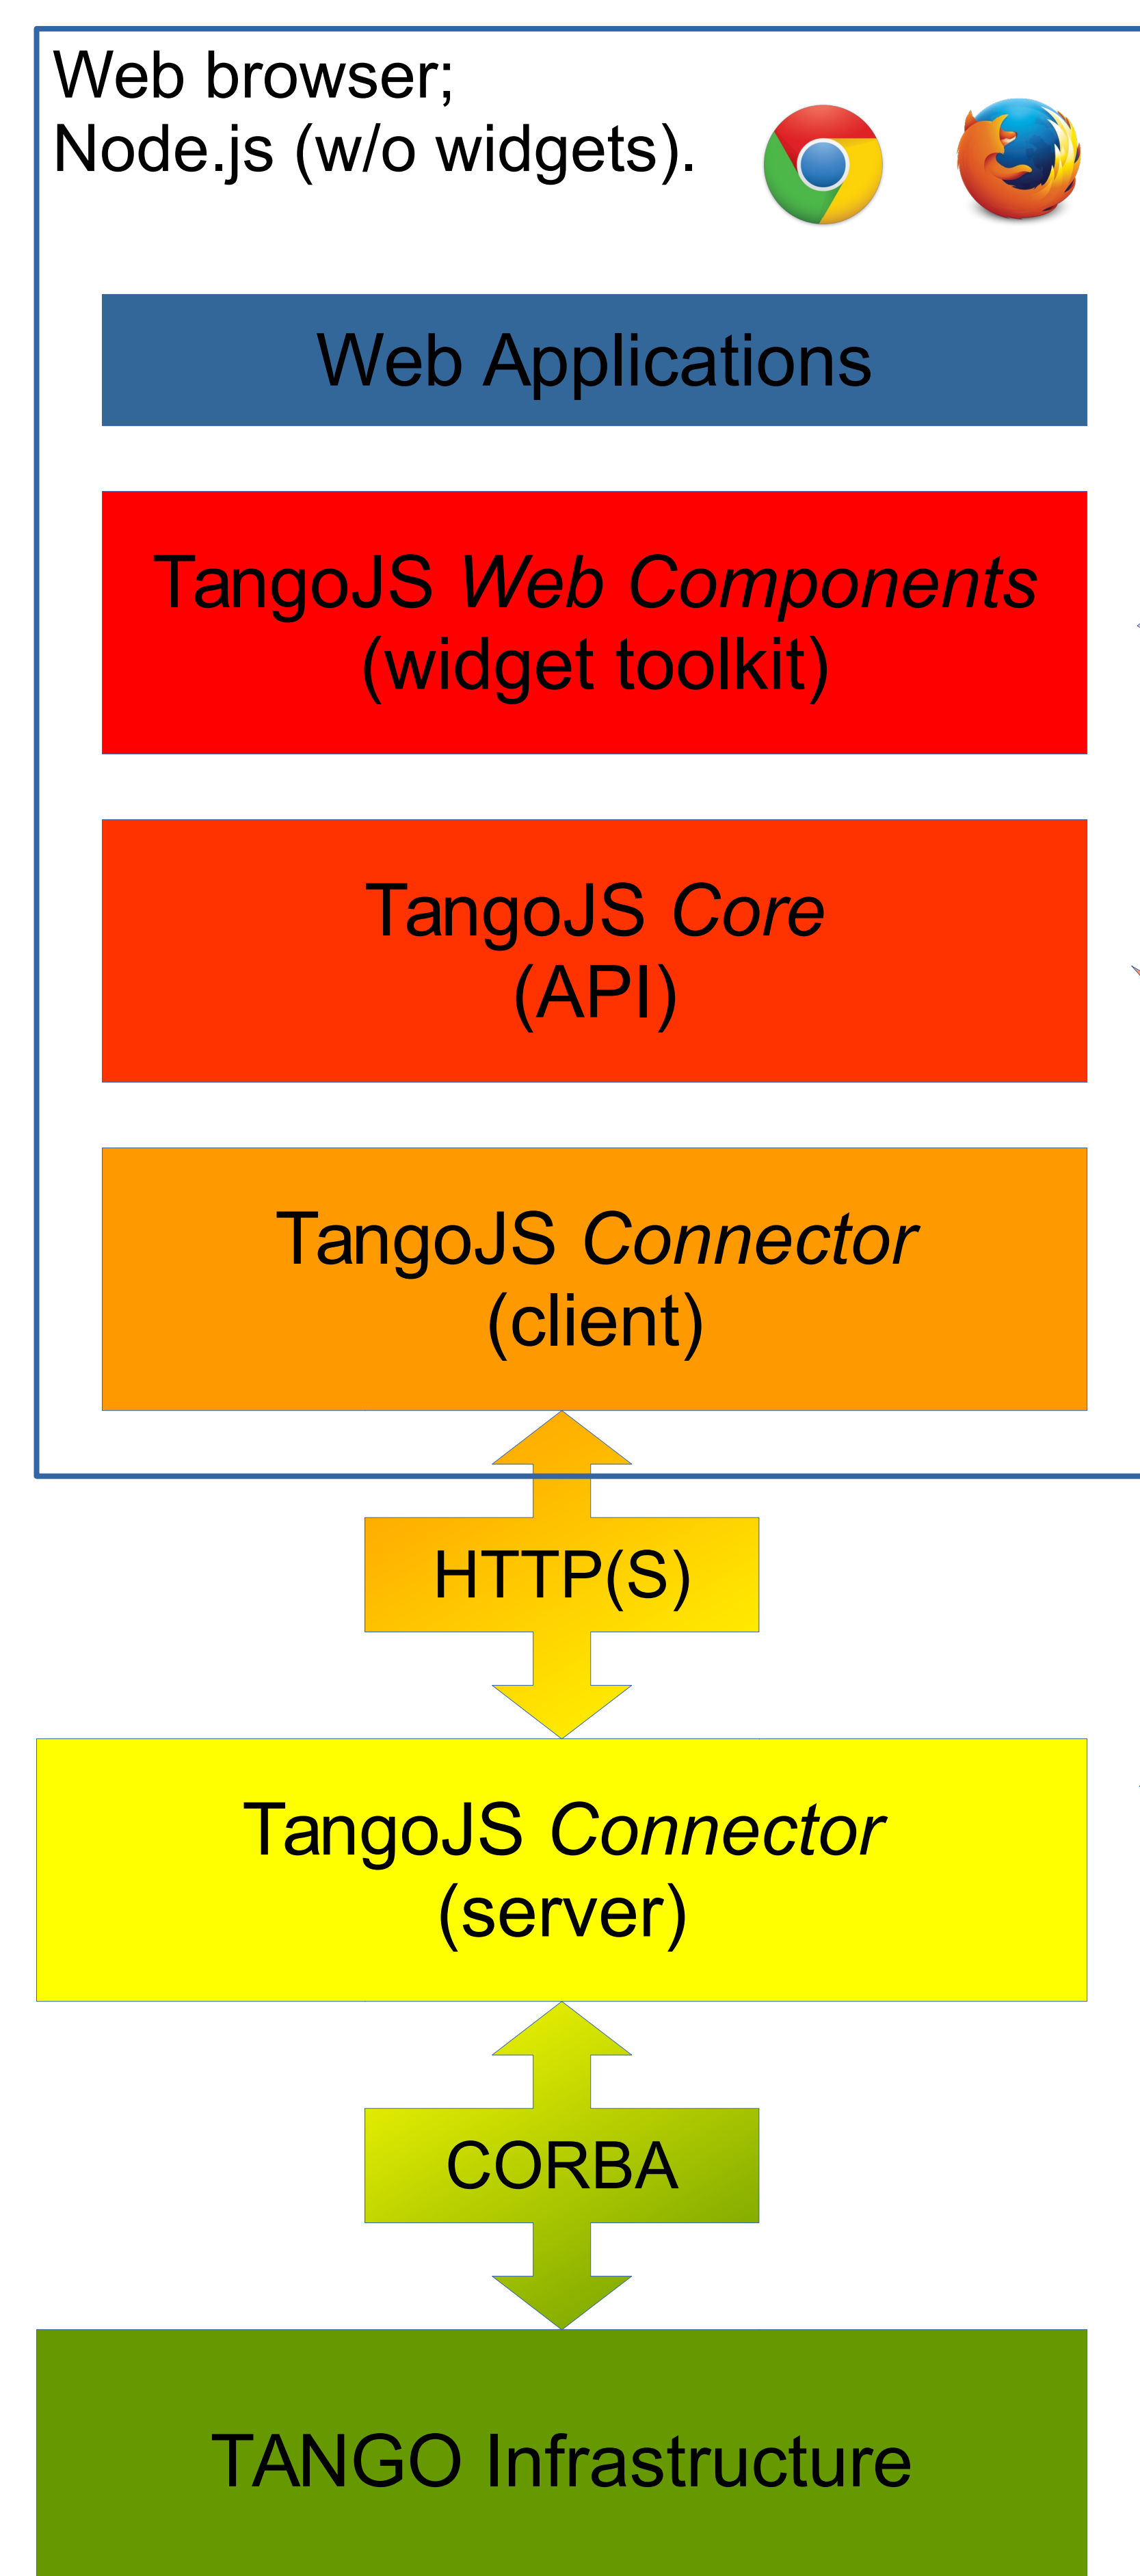 Web browser;
Node.js (w/o widgets).
Web Applications
TangoJS Web Components
(widget toolkit)
TangoJS Core
(API)
TangoJS Connector
(client)
HTTP(S)
TangoJS Connector
(server)
CORBA
TANGO Infrastructure